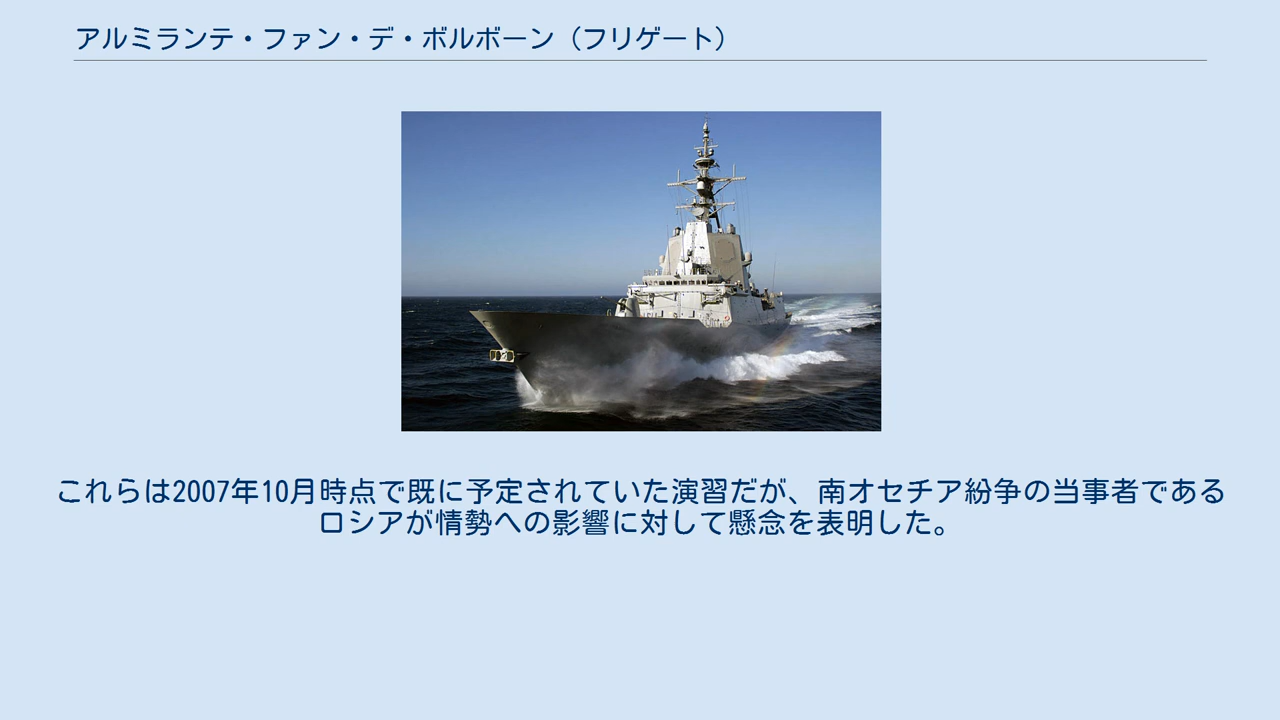 アルミランテ・ファン・デ・ボルボーン（フリゲート）
これらは2007年10月時点で既に予定されていた演習だが、南オセチア紛争の当事者である
ロシアが情勢への影響に対して懸念を表明した。